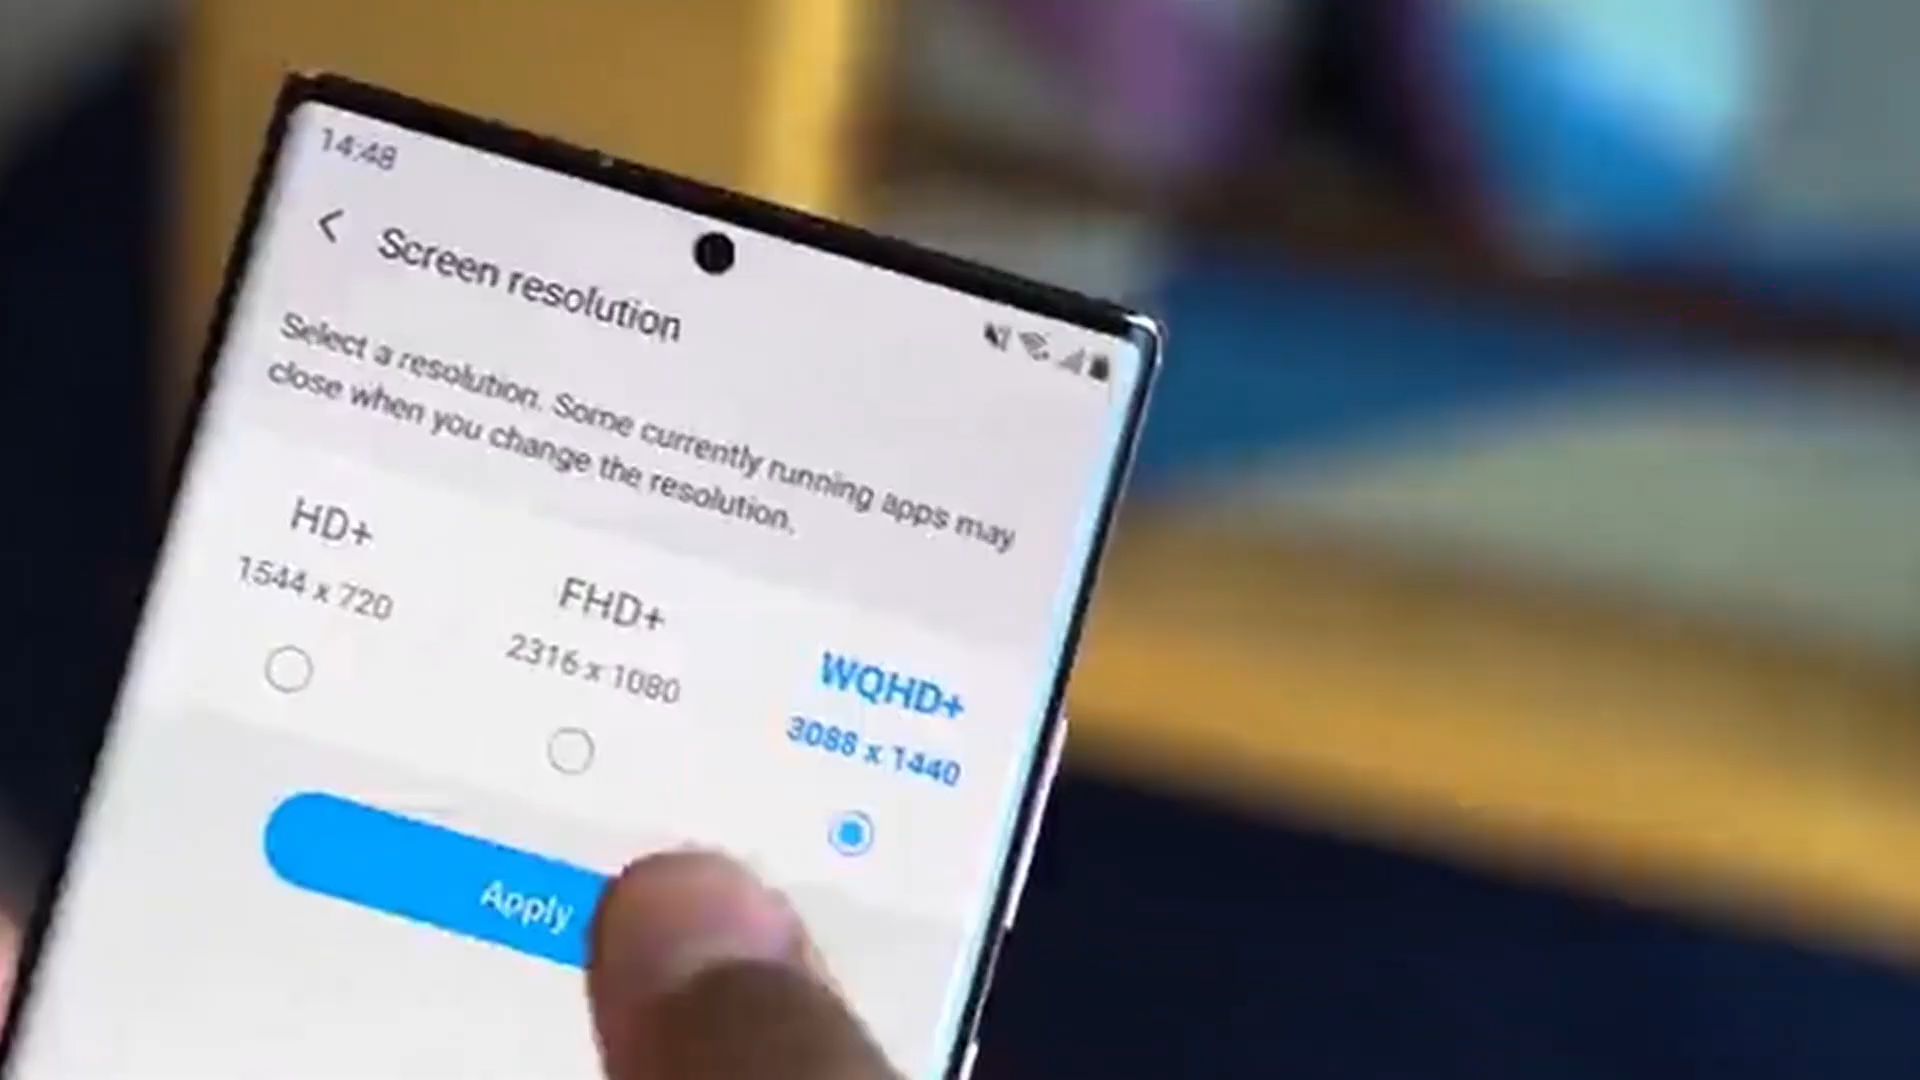 14:48
Screen resolution
Select a resolution. Some currently running apps may
close when you change the resolution.
HD+
1544 x 720
FHD+
2316 x 1080
WQHD+
3088 x 1440
Apply